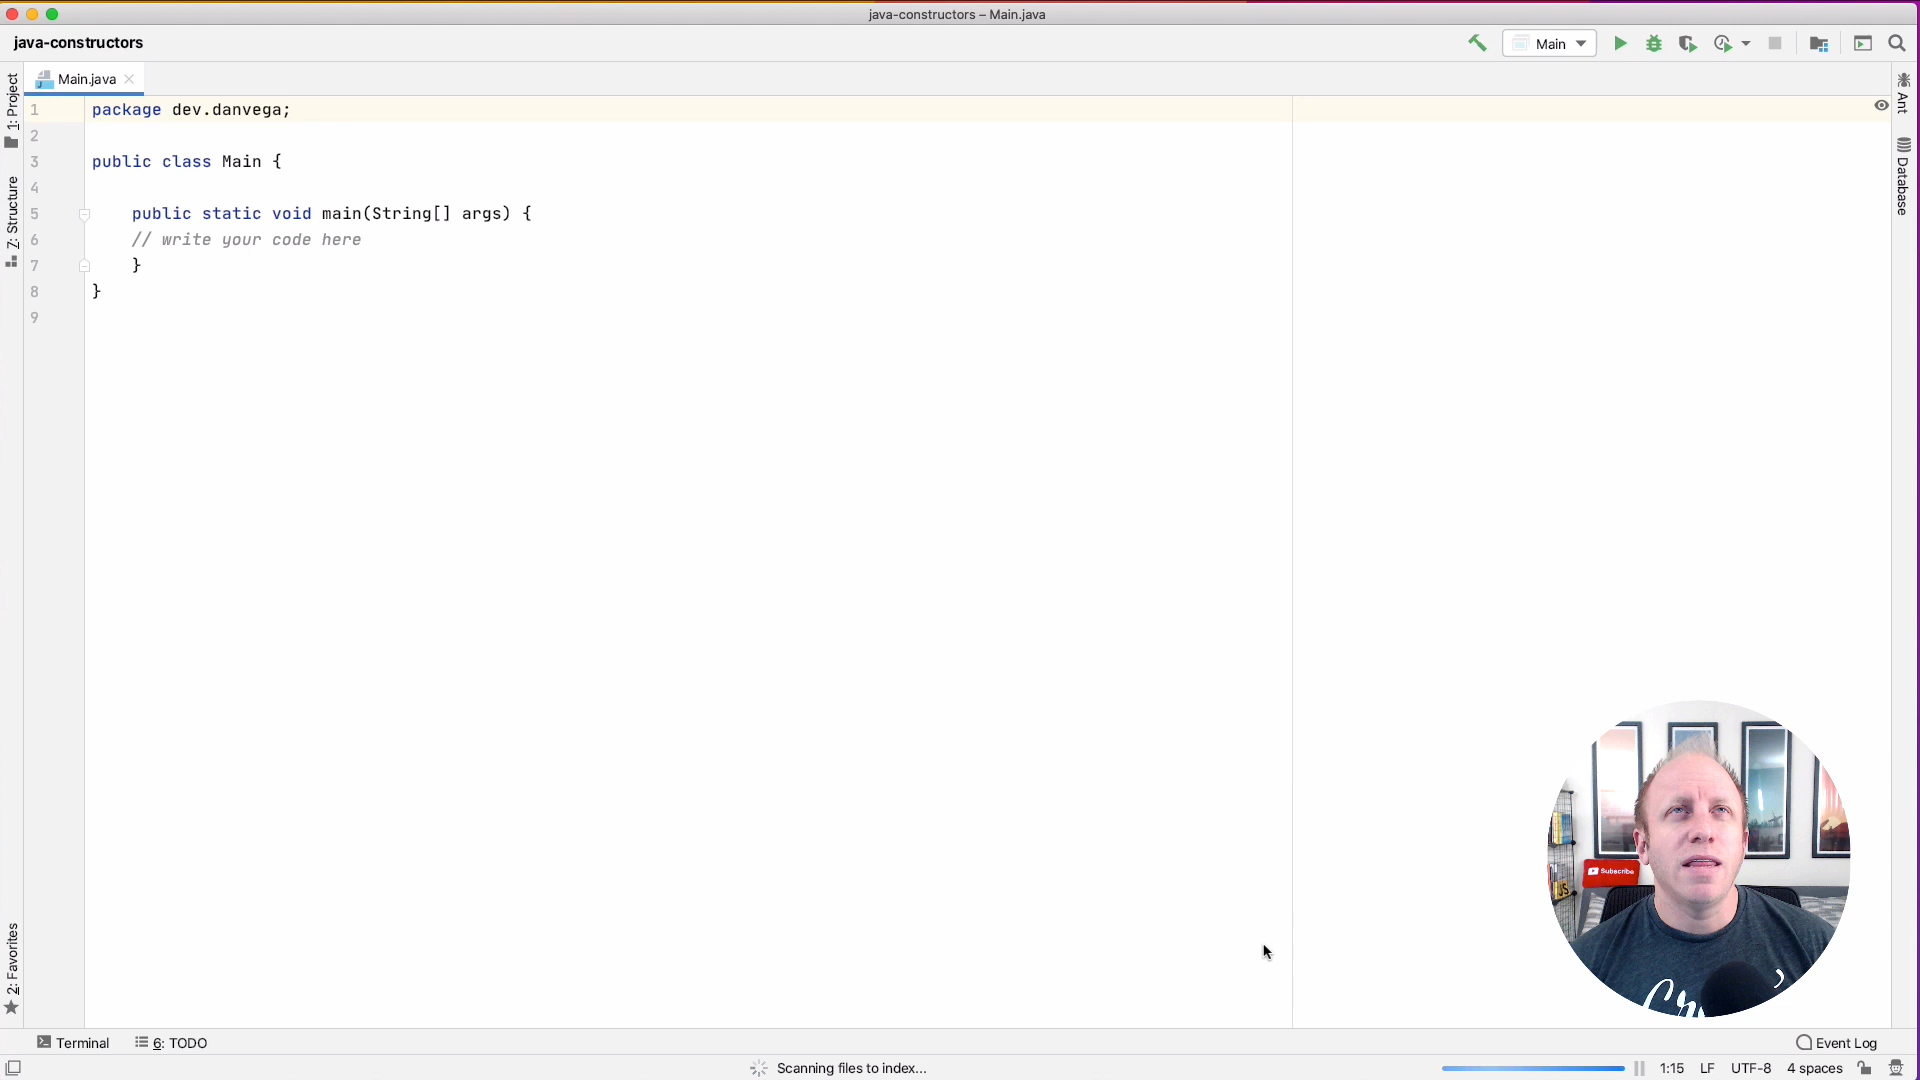 java-constructors – Main.java
java-constructors
Main
Main.java
1: Project
7: Structure
2: Favorites
Ant
Database
1 package dev.danvega;
2
3 public class Main {
4
5 public static void main(String[] args) {
6 // write your code here
7 }
8 }
9
Subscribe
JS
Terminal
6: TODO
Event Log
Scanning files to index...
1:15 LF UTF-8 4 spaces